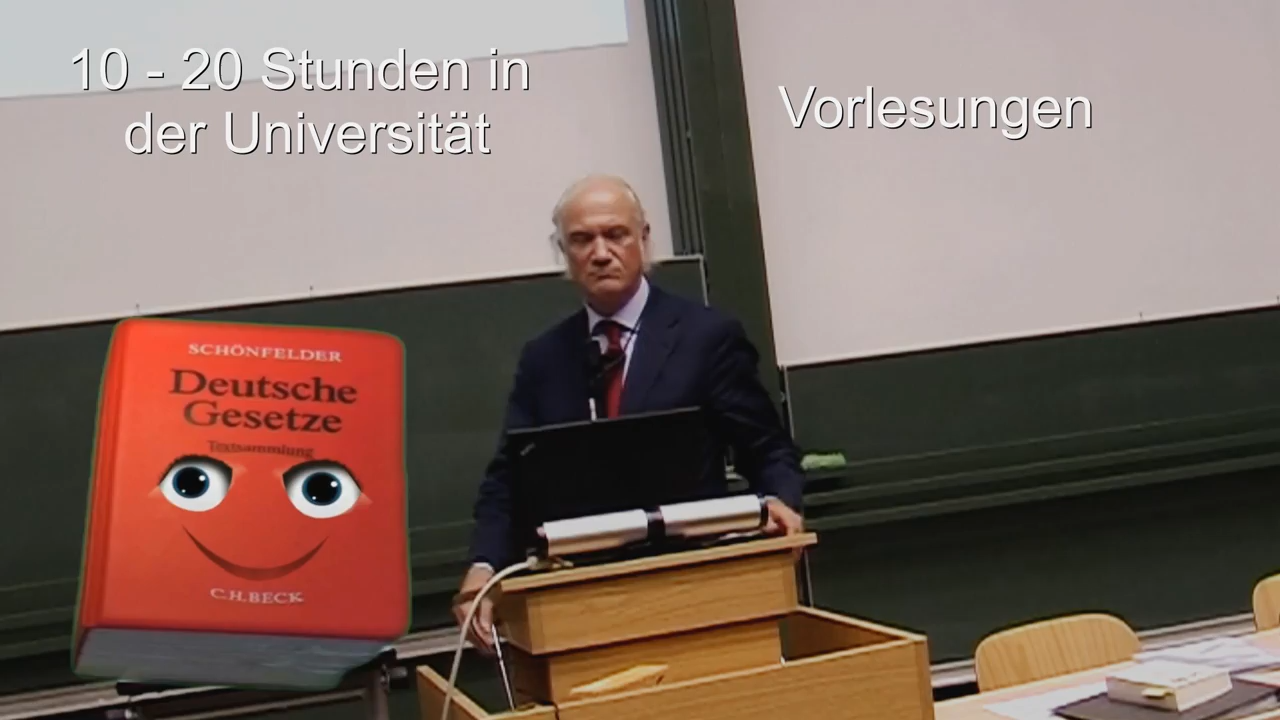 10 - 20 Stunden in
der Universität
Vorlesungen
SCHÖNFELDER
Deutsche
Gesetze
Textsammlung
C.H.BECK